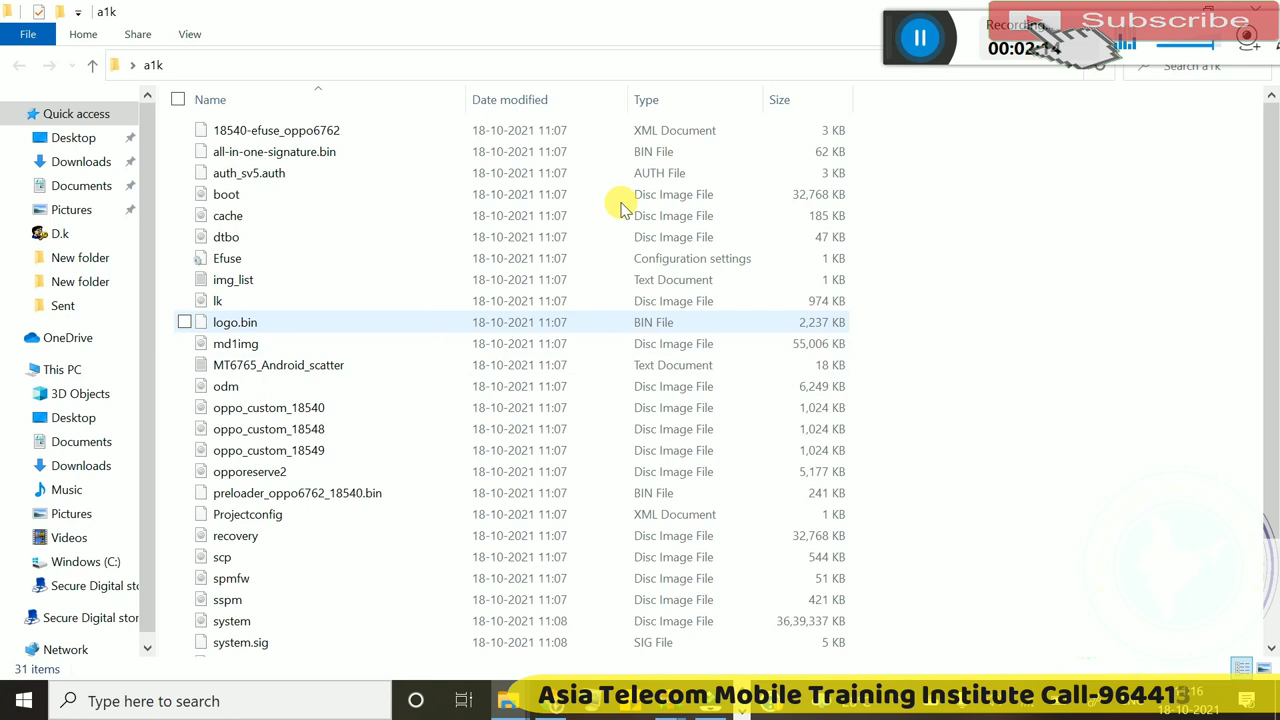 a1k
File Home Share View
Recording...
Subscribe
00:02:14
a1k
Search a1k
Name Date modified Type Size
Quick access
Desktop
Downloads
Documents
Pictures
D.k
New folder
New folder
Sent
OneDrive
This PC
3D Objects
Desktop
Documents
Downloads
Music
Pictures
Videos
Windows (C:)
Secure Digital sto
Secure Digital stor
Network
18540-efuse_oppo6762 18-10-2021 11:07 XML Document 3 KB
all-in-one-signature.bin 18-10-2021 11:07 BIN File 62 KB
auth_sv5.auth 18-10-2021 11:07 AUTH File 3 KB
boot 18-10-2021 11:07 Disc Image File 32,768 KB
cache 18-10-2021 11:07 Disc Image File 185 KB
dtbo 18-10-2021 11:07 Disc Image File 47 KB
Efuse 18-10-2021 11:07 Configuration settings 1 KB
img_list 18-10-2021 11:07 Text Document 1 KB
lk 18-10-2021 11:07 Disc Image File 974 KB
logo.bin 18-10-2021 11:07 BIN File 2,237 KB
md1img 18-10-2021 11:07 Disc Image File 55,006 KB
MT6765_Android_scatter 18-10-2021 11:07 Text Document 18 KB
odm 18-10-2021 11:07 Disc Image File 6,249 KB
oppo_custom_18540 18-10-2021 11:07 Disc Image File 1,024 KB
oppo_custom_18548 18-10-2021 11:07 Disc Image File 1,024 KB
oppo_custom_18549 18-10-2021 11:07 Disc Image File 1,024 KB
opporeserve2 18-10-2021 11:07 Disc Image File 5,177 KB
preloader_oppo6762_18540.bin 18-10-2021 11:07 BIN File 241 KB
Projectconfig 18-10-2021 11:07 XML Document 1 KB
recovery 18-10-2021 11:07 Disc Image File 32,768 KB
scp 18-10-2021 11:07 Disc Image File 544 KB
spmfw 18-10-2021 11:07 Disc Image File 51 KB
sspm 18-10-2021 11:07 Disc Image File 421 KB
system 18-10-2021 11:08 Disc Image File 36,39,337 KB
system.sig 18-10-2021 11:08 SIG File 5 KB
31 items
Type here to search
Asia Telecom Mobile Training Institute Call-964413
18-10-2021